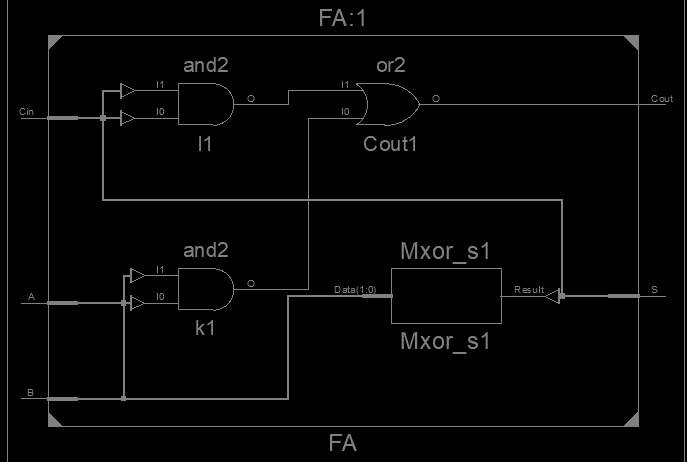 FA:1
and2
or2
I1
O
I1
O
Cout
Cin
I0
I0
I1
Cout1
and2
Mxor_s1
I1
O
Data(1:0)
Result
S
A
I0
k1
Mxor_s1
B
FA